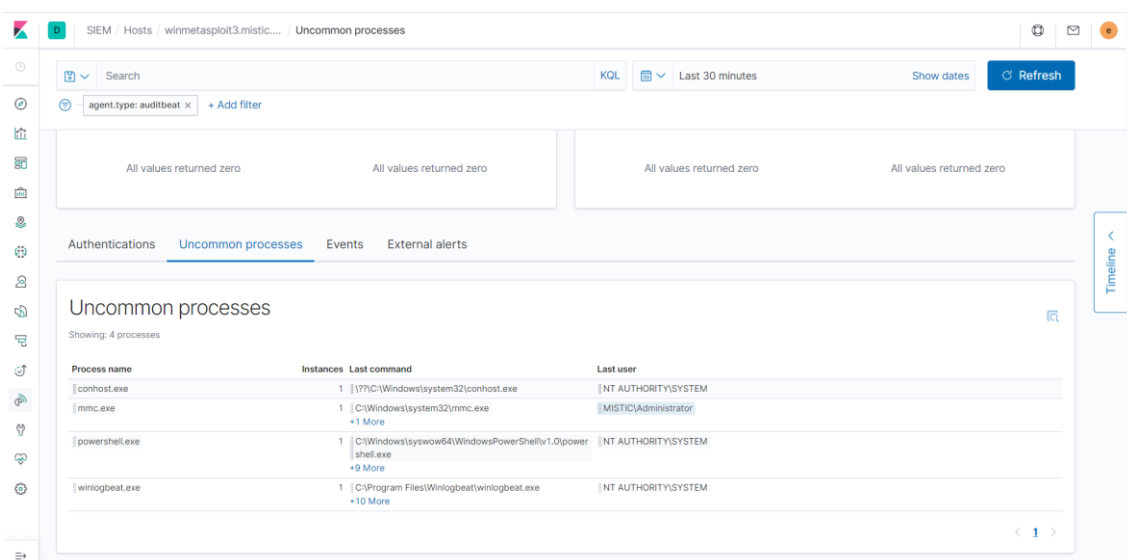 D SIEM / Hosts / winmetasploit3.mistic.... / Uncommon processes e
Search KQL Last 30 minutes Show dates Refresh
agent.type: auditbeat × + Add filter
All values returned zero All values returned zero All values returned zero All values returned zero
Authentications Uncommon processes Events External alerts
Timeline
Uncommon processes
Showing: 4 processes
Process name Instances Last command Last user
conhost.exe 1 \??\C:\Windows\system32\conhost.exe NT AUTHORITY\SYSTEM
mmc.exe 1 C:\Windows\system32\mmc.exe MISTIC\Administrator
+1 More
powershell.exe 1 C:\Windows\syswow64\WindowsPowerShell\v1.0\power NT AUTHORITY\SYSTEM
shell.exe
+9 More
winlogbeat.exe 1 C:\Program Files\Winlogbeat\winlogbeat.exe NT AUTHORITY\SYSTEM
+10 More
< 1 >